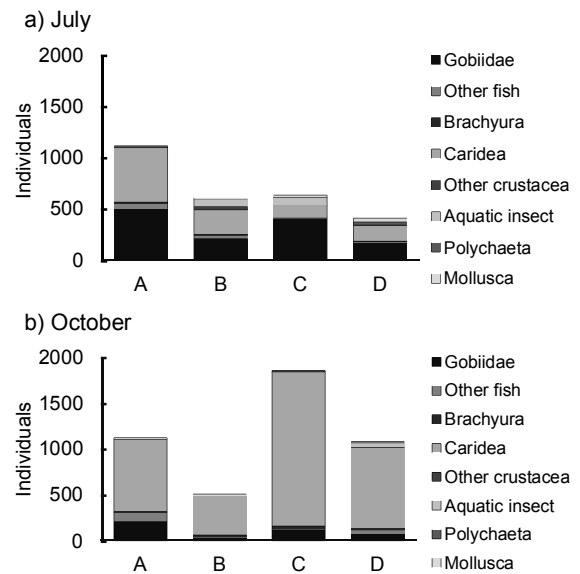 a) July
2000
1500
1000
500
0
Individuals
A B C D
Gobiidae
Other fish
Brachyura
Caridea
Other crustacea
Aquatic insect
Polychaeta
Mollusca
b) October
2000
1500
1000
500
0
Individuals
A B C D
Gobiidae
Other fish
Brachyura
Caridea
Other crustacea
Aquatic insect
Polychaeta
Mollusca